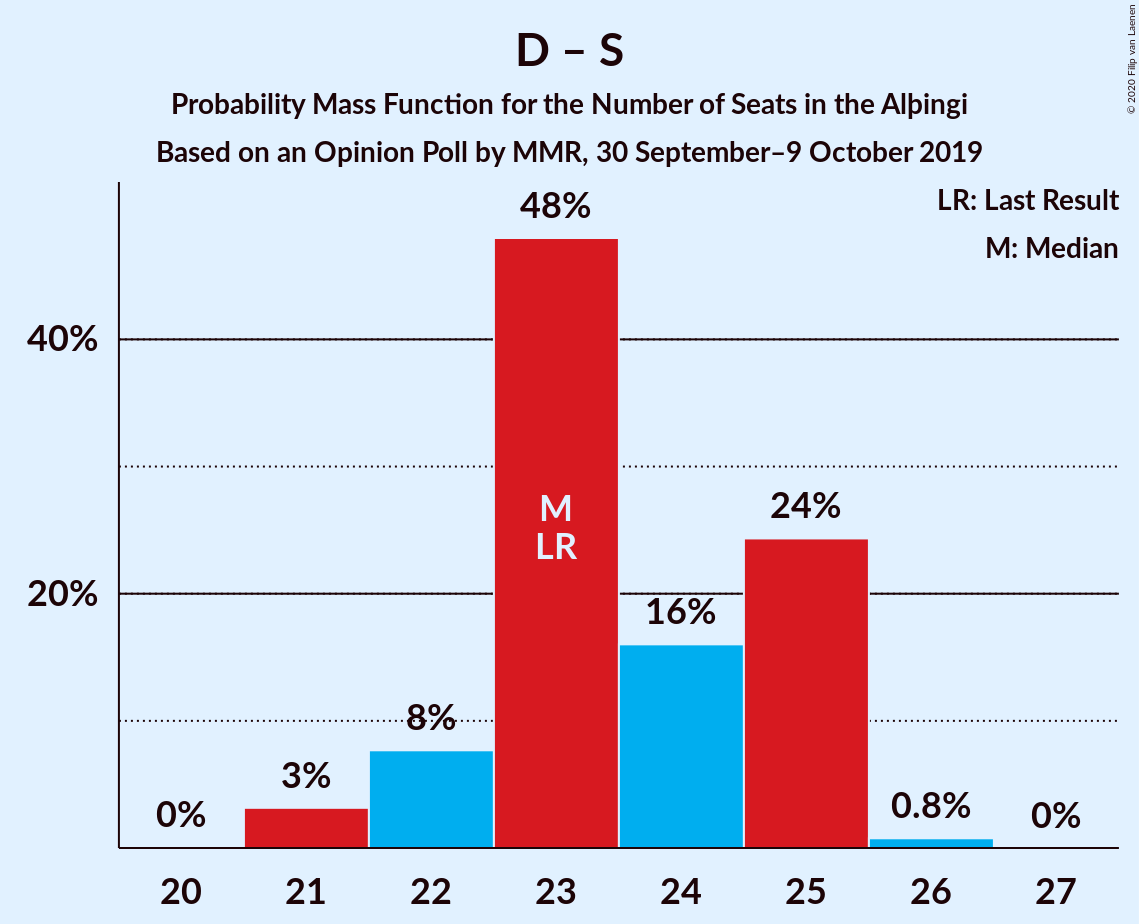 D – S
Probability Mass Function for the Number of Seats in the Alþingi
Based on an Opinion Poll by MMR, 30 September–9 October 2019
© 2020 Filip van Laenen
LR: Last Result
M: Median
48%
40%
M
LR
24%
20%
16%
8%
3%
0%
0.8%
0%
20 21 22 23 24 25 26 27